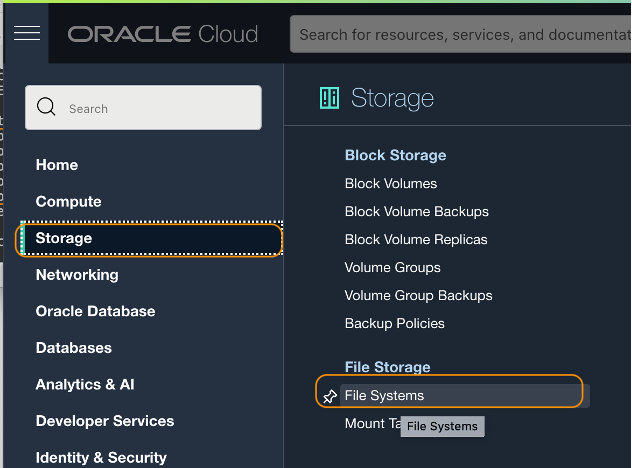 ORACLE Cloud
Search for resources, services, and documentat
Search
Home
Compute
Storage
Networking
Oracle Database
Databases
Analytics & AI
Developer Services
Identity & Security
Storage
Block Storage
Block Volumes
Block Volume Backups
Block Volume Replicas
Volume Groups
Volume Group Backups
Backup Policies
File Storage
File Systems
Mount Ta
File Systems